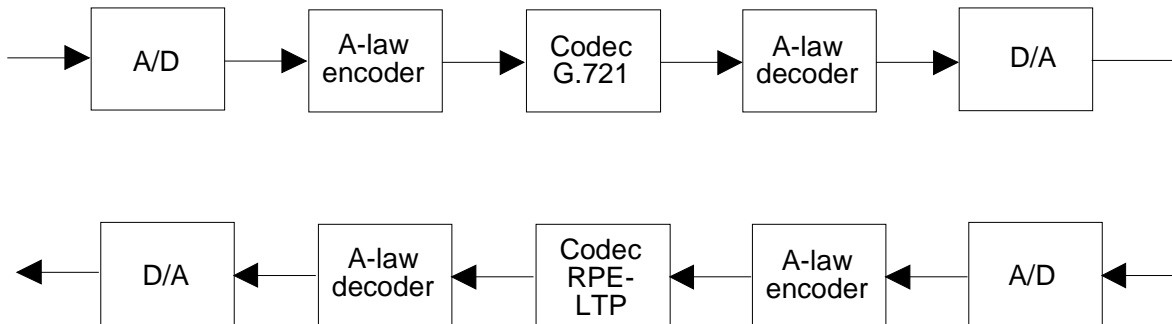 A/D
A-law
encoder
Codec
G.721
A-law
decoder
D/A
D/A
A-law
decoder
Codec
RPE-
LTP
A-law
encoder
A/D